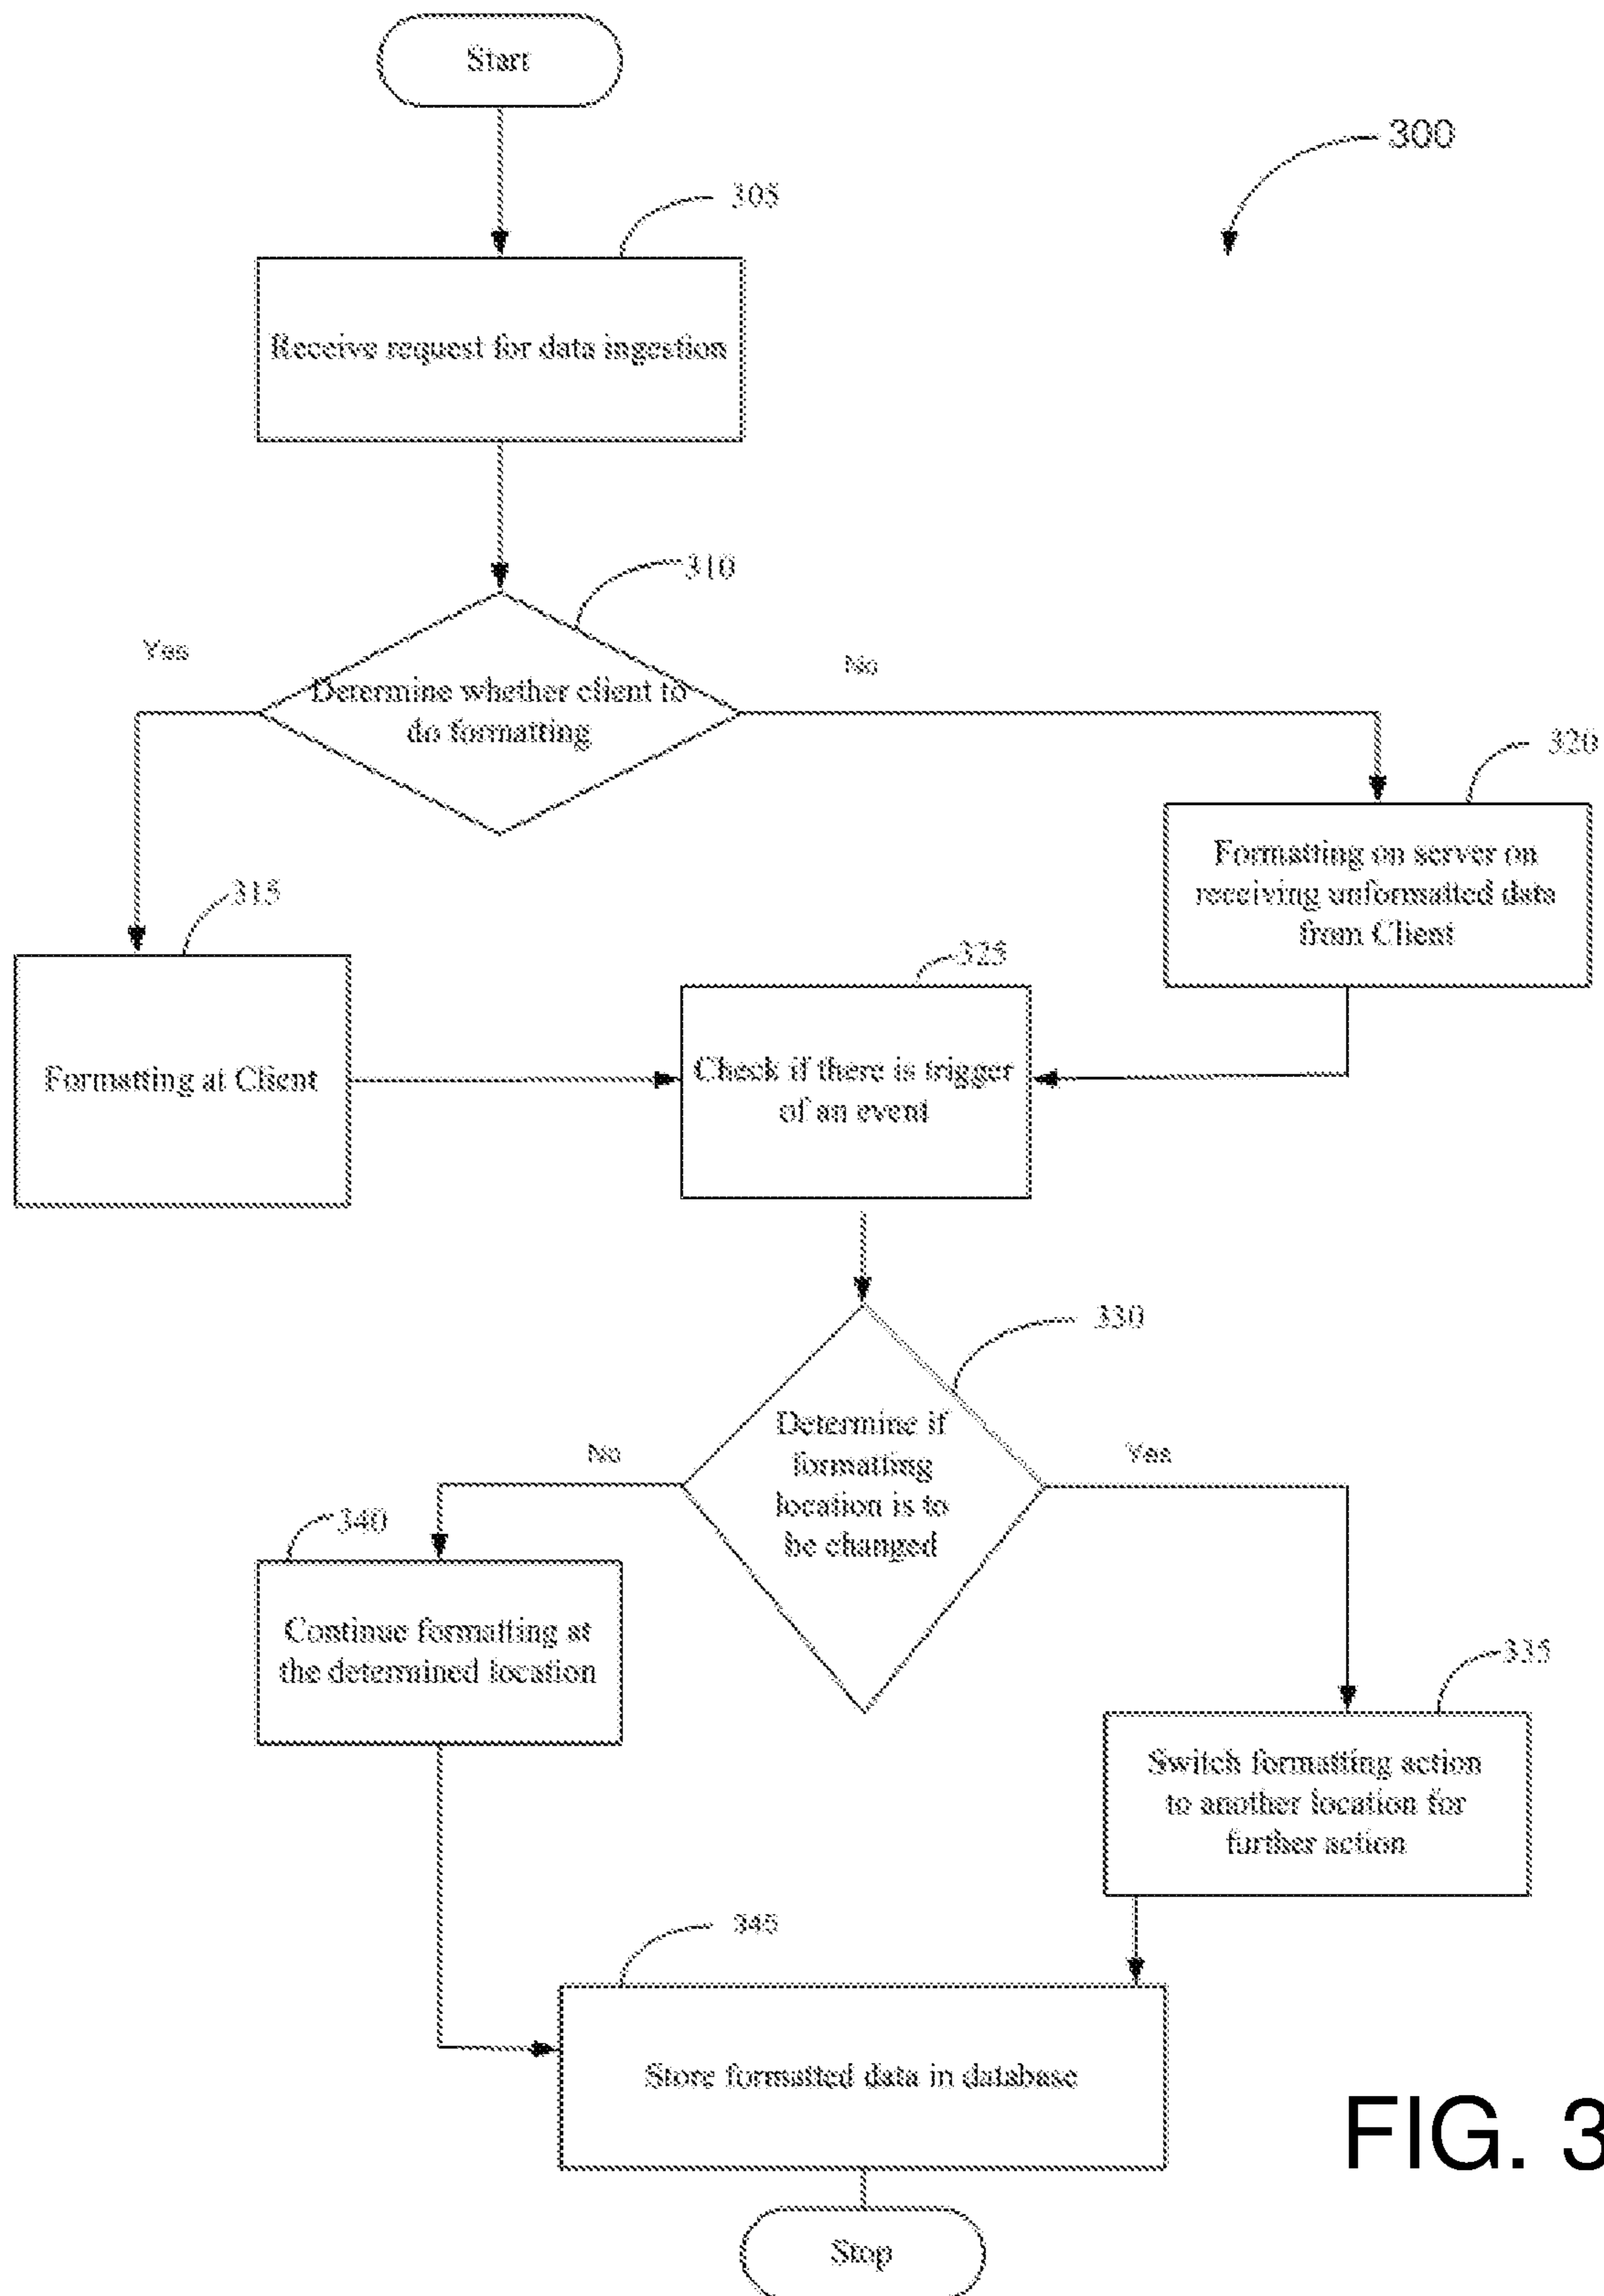 Start
300
305
Receive request for data ingestion
310
Yes
No
Determine whether client to
do formatting
320
Formatting on server on
receiving unformatted data
from Client
315
325
Formatting at Client
Check if there is trigger
of an event
330
Determine if
formatting
location is to
be changed
No
Yes
340
Continue formatting at
the determined location
335
Switch formatting action
to another location for
further action
345
Store formatted data in database
FIG. 3
Stop